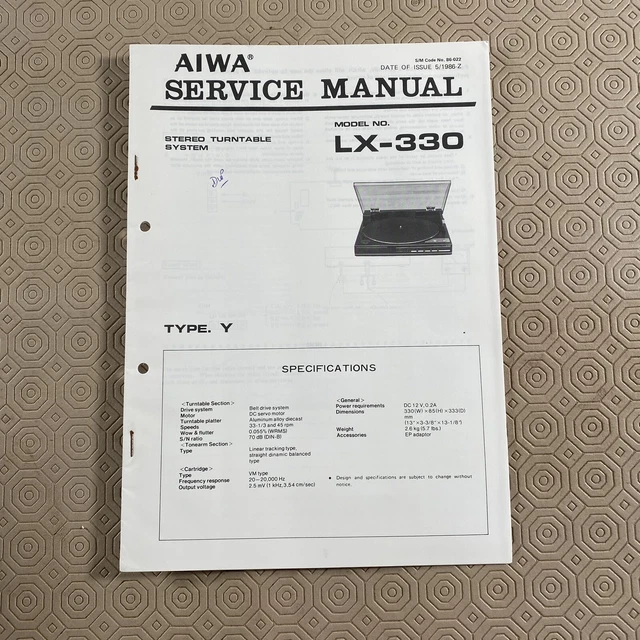 AIWA®
S/M Code No. 86-022
DATE OF ISSUE 5/1986-Z
SERVICE MANUAL
STEREO TURNTABLE
SYSTEM
MODEL NO.
LX-330
TYPE. Y
SPECIFICATIONS
<Turntable Section>
Drive system Belt drive system
Motor DC servo motor
Turntable platter Aluminum alloy diecast
Speeds 33-1/3 and 45 rpm
Wow & flutter 0.055% (WRMS)
S/N ratio 70 dB (DIN-B)
<Tonearm Section>
Type Linear tracking type,
straight dinamic balanced
type
<Cartridge>
Type VM type
Frequency response 20—20,000 Hz
Output voltage 2.5 mV (1 kHz, 3.54 cm/sec)
<General>
Power requirements DC 12 V, 0.2A
Dimensions 330(W) × 85(H) × 333(D)
mm
(13" × 3-3/8" × 13-1/8")
Weight 2.6 kg (5.7 lbs.)
Accessories EP adaptor
• Design and specifications are subject to change without
notice.